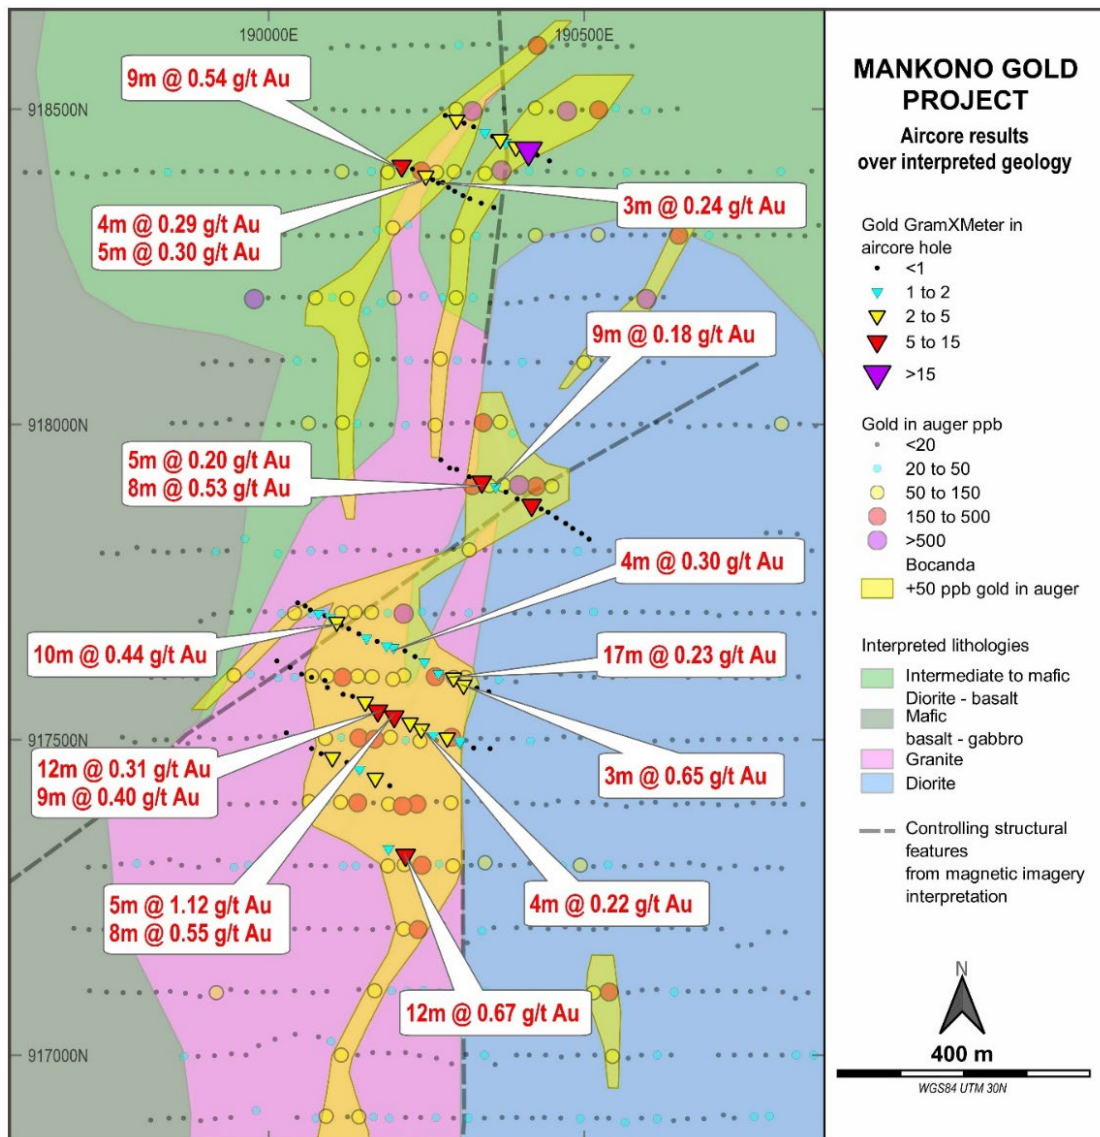 190000E
190500E
918500N
918000N
917500N
917000N
9m @ 0.54 g/t Au
4m @ 0.29 g/t Au
5m @ 0.30 g/t Au
3m @ 0.24 g/t Au
9m @ 0.18 g/t Au
5m @ 0.20 g/t Au
8m @ 0.53 g/t Au
4m @ 0.30 g/t Au
10m @ 0.44 g/t Au
17m @ 0.23 g/t Au
12m @ 0.31 g/t Au
9m @ 0.40 g/t Au
3m @ 0.65 g/t Au
5m @ 1.12 g/t Au
8m @ 0.55 g/t Au
4m @ 0.22 g/t Au
12m @ 0.67 g/t Au
MANKONO GOLD
PROJECT
Aircore results
over interpreted geology
Gold GramXMeter in
aircore hole
<1
1 to 2
2 to 5
5 to 15
>15
Gold in auger ppb
<20
20 to 50
50 to 150
150 to 500
>500
Bocanda
+50 ppb gold in auger
Interpreted lithologies
Intermediate to mafic
Diorite - basalt
Mafic
basalt - gabbro
Granite
Diorite
Controlling structural
features
from magnetic imagery
interpretation
N
400 m
WGS84 UTM 30N